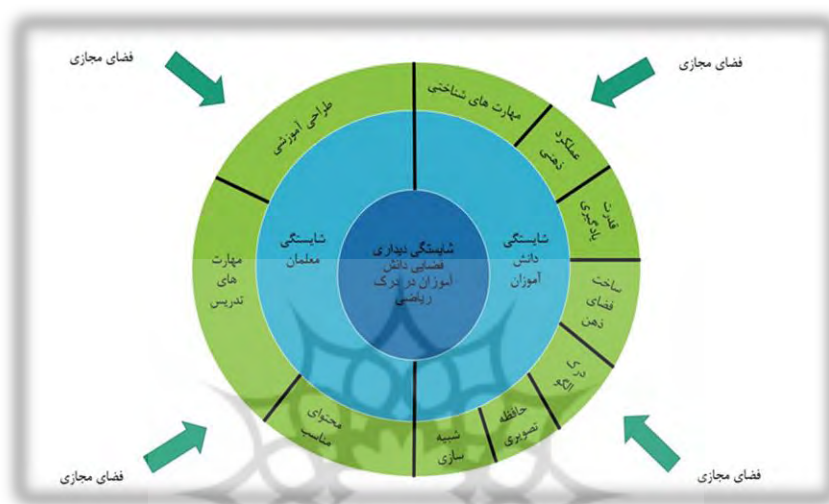 فضای مجازی
فضای مجازی
مهارت های شناختی
عملکرد
ذهنی
قدرت
یادگیری
ساخت
فضای
ذهن
درک
الگو
حافظه
تصویری
شبیه
سازی
محتوای
مناسب
مهارت
های
تدریس
طراحی آموزشی
شایستگی
دانش
آموزان
شایستگی
معلمان
شایستگی دیداری
فضایی دانش
آموزان در درک
ریاضی
فضای مجازی
فضای مجازی